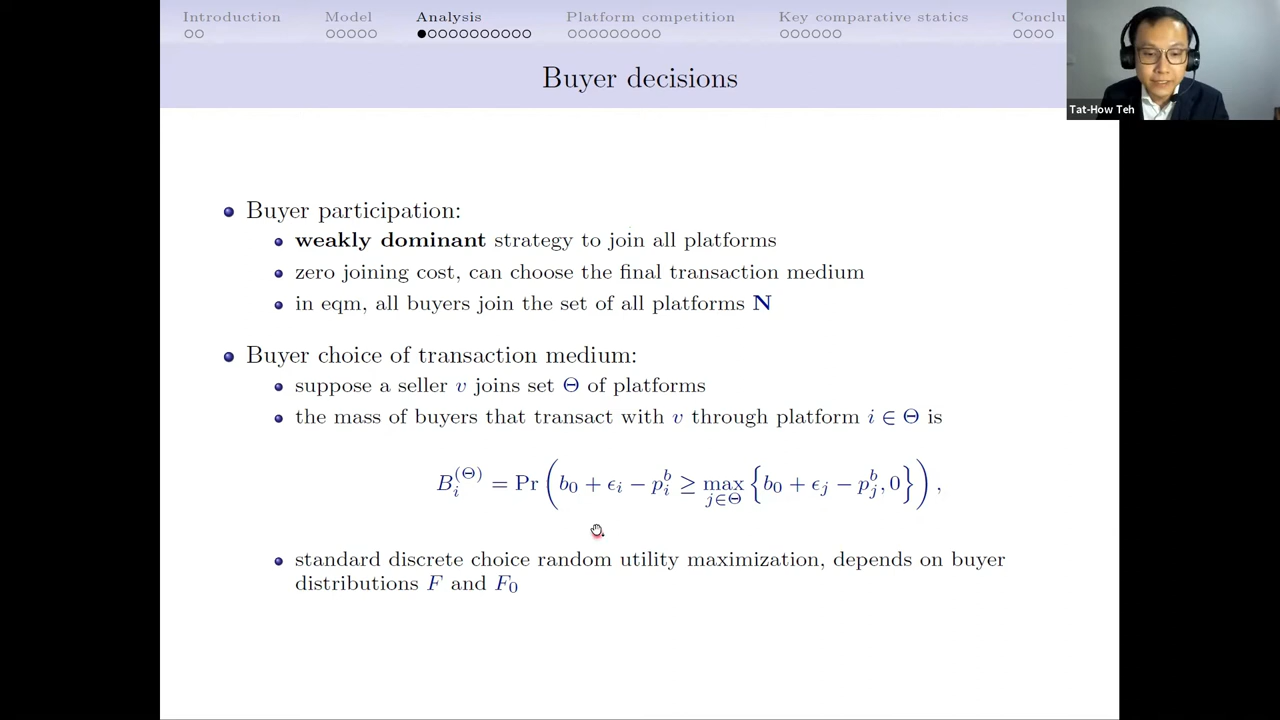 Introduction Model Analysis Platform competition Key comparative statics Conclu
Buyer decisions
Tat-How Teh
Buyer participation:
weakly dominant strategy to join all platforms
zero joining cost, can choose the final transaction medium
in eqm, all buyers join the set of all platforms N
Buyer choice of transaction medium:
suppose a seller v joins set Θ of platforms
the mass of buyers that transact with v through platform i ∈ Θ is
B_i^{(Θ)} = Pr ( b_0 + ϵ_i − p_i^b ≥ max_{j∈Θ} { b_0 + ϵ_j − p_j^b, 0 } ) ,
standard discrete choice random utility maximization, depends on buyer
distributions F and F_0